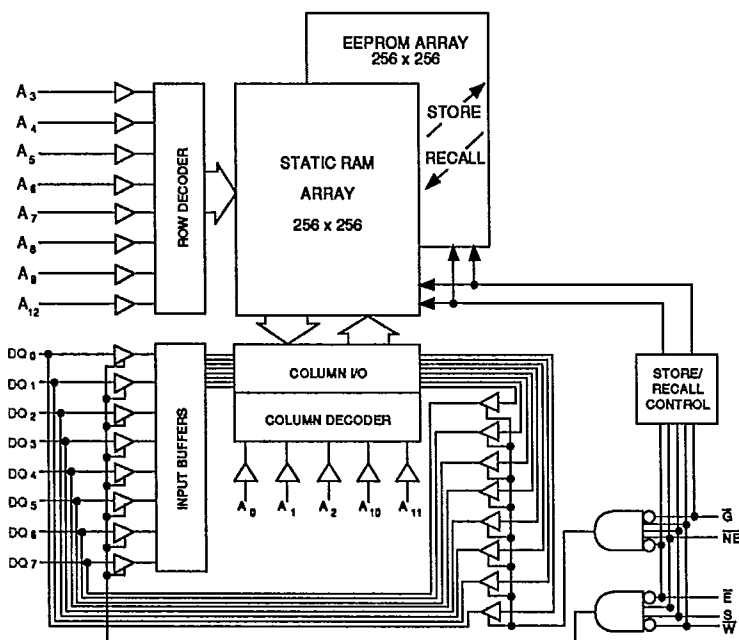 EEPROM ARRAY
256 x 256
STORE
RECALL
STATIC RAM
ARRAY
256 x 256
A3
A4
A5
A6
A7
A8
A9
A12
ROW DECODER
DQ0
DQ1
DQ2
DQ3
DQ4
DQ5
DQ6
DQ7
INPUT BUFFERS
COLUMN I/O
COLUMN DECODER
A0 A1 A2 A10 A11
STORE/
RECALL
CONTROL
G̅
N̅E̅
E̅
S
W̅